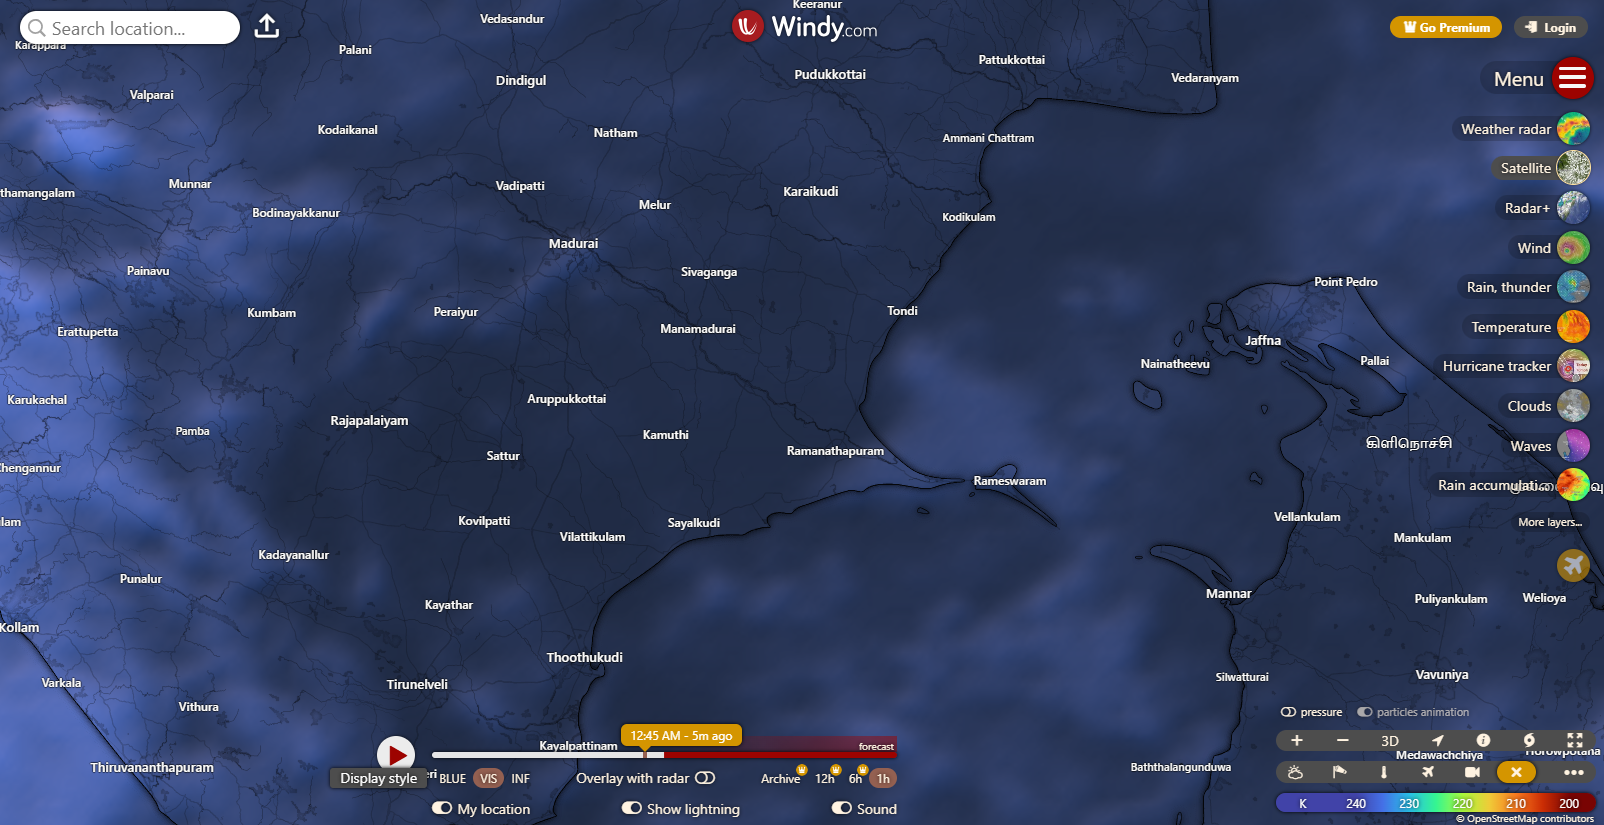 Search location...
Windy.com
Go Premium
Login
Menu
Weather radar
Satellite
Radar+
Wind
Rain, thunder
Temperature
Hurricane tracker
Clouds
Waves
More layers...
Keeranur
Vedasandur
Karappara
Palani
Pattukkottai
Pudukkottai
Dindigul
Vedaranyam
Valparai
Kodaikanal
Natham
Ammani Chattram
Munnar
Vadipatti
Karaikudi
thamangalam
Melur
Bodinayakkanur
Kodikulam
Madurai
Painavu
Sivaganga
Point Pedro
Kumbam
Peraiyur
Tondi
Erattupetta
Manamadurai
Jaffna
Nainatheevu
Pallai
Karukachal
Aruppukkottai
Rajapalaiyam
Pamba
Kamuthi
கிளிநொச்சி
Sattur
Ramanathapuram
Chengannur
Rameswaram
Kovilpatti
Sayalkudi
Vellankulam
lam
Vilattikulam
Mankulam
Kadayanallur
Punalur
Mannar
Puliyankulam
Welioya
Kayathar
Kollam
Thoothukudi
Vavuniya
Silwatturai
Varkala
Tirunelveli
Vithura
pressure
particles animation
12:45 AM - 5m ago
Kayalpattinam
forecast
3D
Medawachchiya
Horowpotana
Thiruvananthapuram
Baththalangunduwa
Display style
eri
BLUE
VIS
INF
Overlay with radar
Archive
12h
6h
1h
My location
Show lightning
Sound
K 240 230 220 210 200
© OpenStreetMap contributors